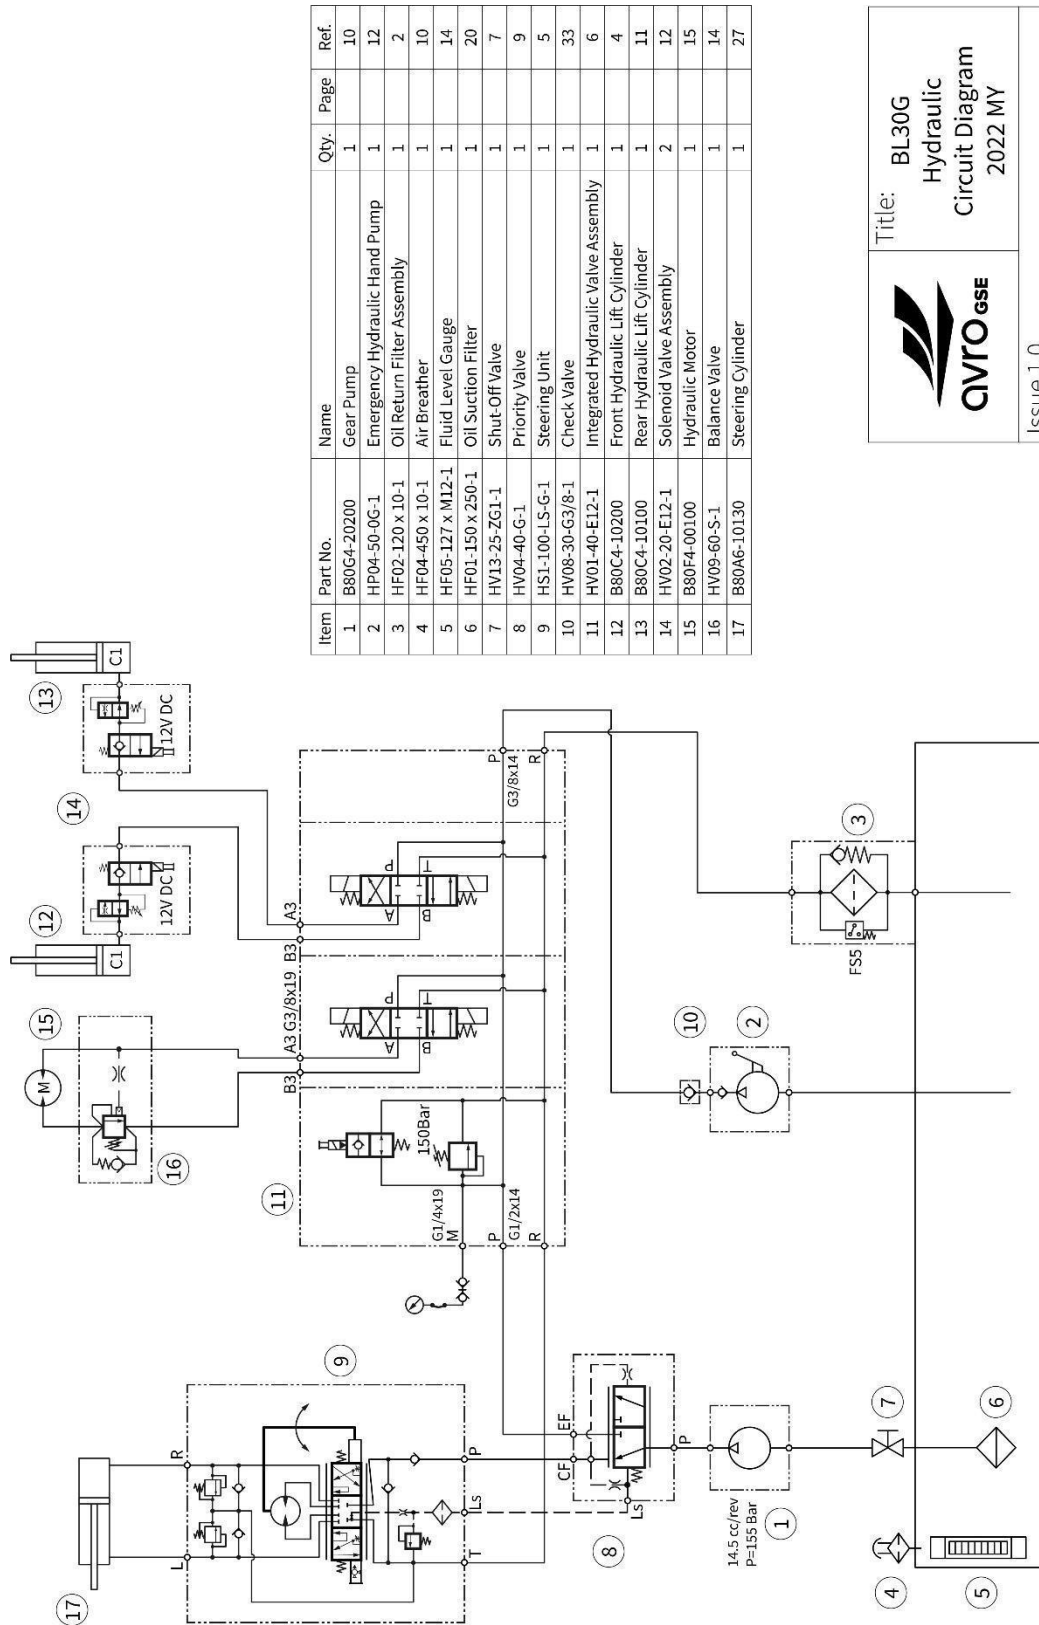 Item Part No. Name Qty. Page Ref.
1 B80G4-20200 Gear Pump 1 10
2 HP04-50-0G-1 Emergency Hydraulic Hand Pump 1 12
3 HF02-120 x 10-1 Oil Return Filter Assembly 1 2
4 HF04-450 x 10-1 Air Breather 1 10
5 HF05-127 x M12-1 Fluid Level Gauge 1 14
6 HF01-150 x 250-1 Oil Suction Filter 1 20
7 HV13-25-ZG1-1 Shut-Off Valve 1 7
8 HV04-40-G-1 Priority Valve 1 9
9 HS1-100-LS-G-1 Steering Unit 1 5
10 HV08-30-G3/8-1 Check Valve 1 33
11 HV01-40-E12-1 Integrated Hydraulic Valve Assembly 1 6
12 B80C4-10200 Front Hydraulic Lift Cylinder 1 4
13 B80C4-10100 Rear Hydraulic Lift Cylinder 1 11
14 HV02-20-E12-1 Solenoid Valve Assembly 2 12
15 B80F4-00100 Hydraulic Motor 1 15
16 HV09-60-S-1 Balance Valve 1 14
17 B80A6-10130 Steering Cylinder 1 27
17
L
R
9
T
Ls
P
15
M
16
12
C1
12V DC
14
13
C1
12V DC
11
B3
A3 G3/8x19
B3
A3
A
B
P
T
A
B
P
T
150Bar
G1/4x19
M
P
G1/2x14
R
P
G3/8x14
R
8
CF
EF
Ls
P
14.5 cc/rev
P=155 Bar
1
10
2
3
FS5
4
5
7
6
avro GSE
Title:
BL30G
Hydraulic
Circuit Diagram
2022 MY
Issue 1.0